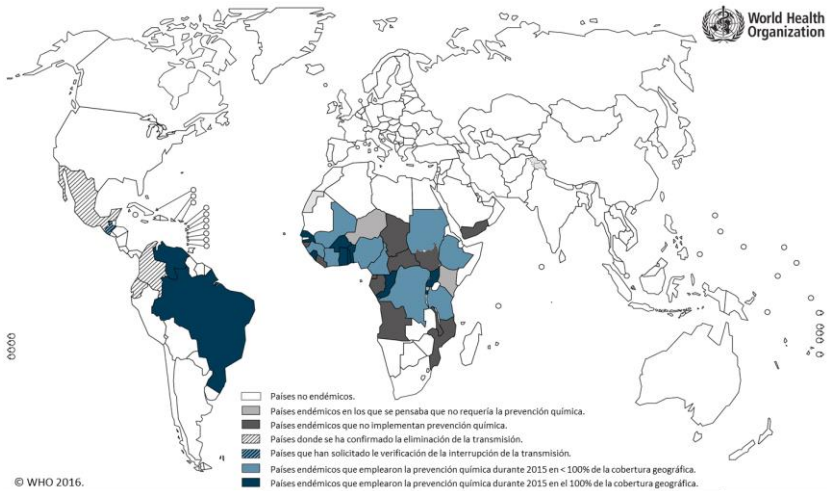 World Health
Organization
Países no endémicos.
Países endémicos en los que se pensaba que no requería la prevención química.
Países endémicos que no implementan prevención química.
Países donde se ha confirmado la eliminación de la transmisión.
Países que han solicitado le verificación de la interrupción de la transmisión.
Países endémicos que emplearon la prevención química durante 2015 en < 100% de la cobertura geográfica.
Países endémicos que emplearon la prevención química durante 2015 en el 100% de la cobertura geográfica.
© WHO 2016.